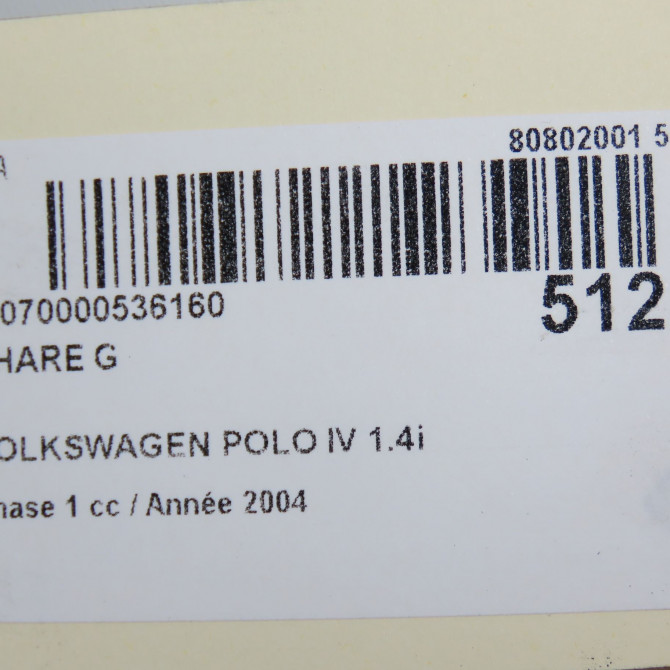 A
80802001 5
070000536160
512
HARE G
OLKSWAGEN POLO IV 1.4i
hase 1 cc / Année 2004